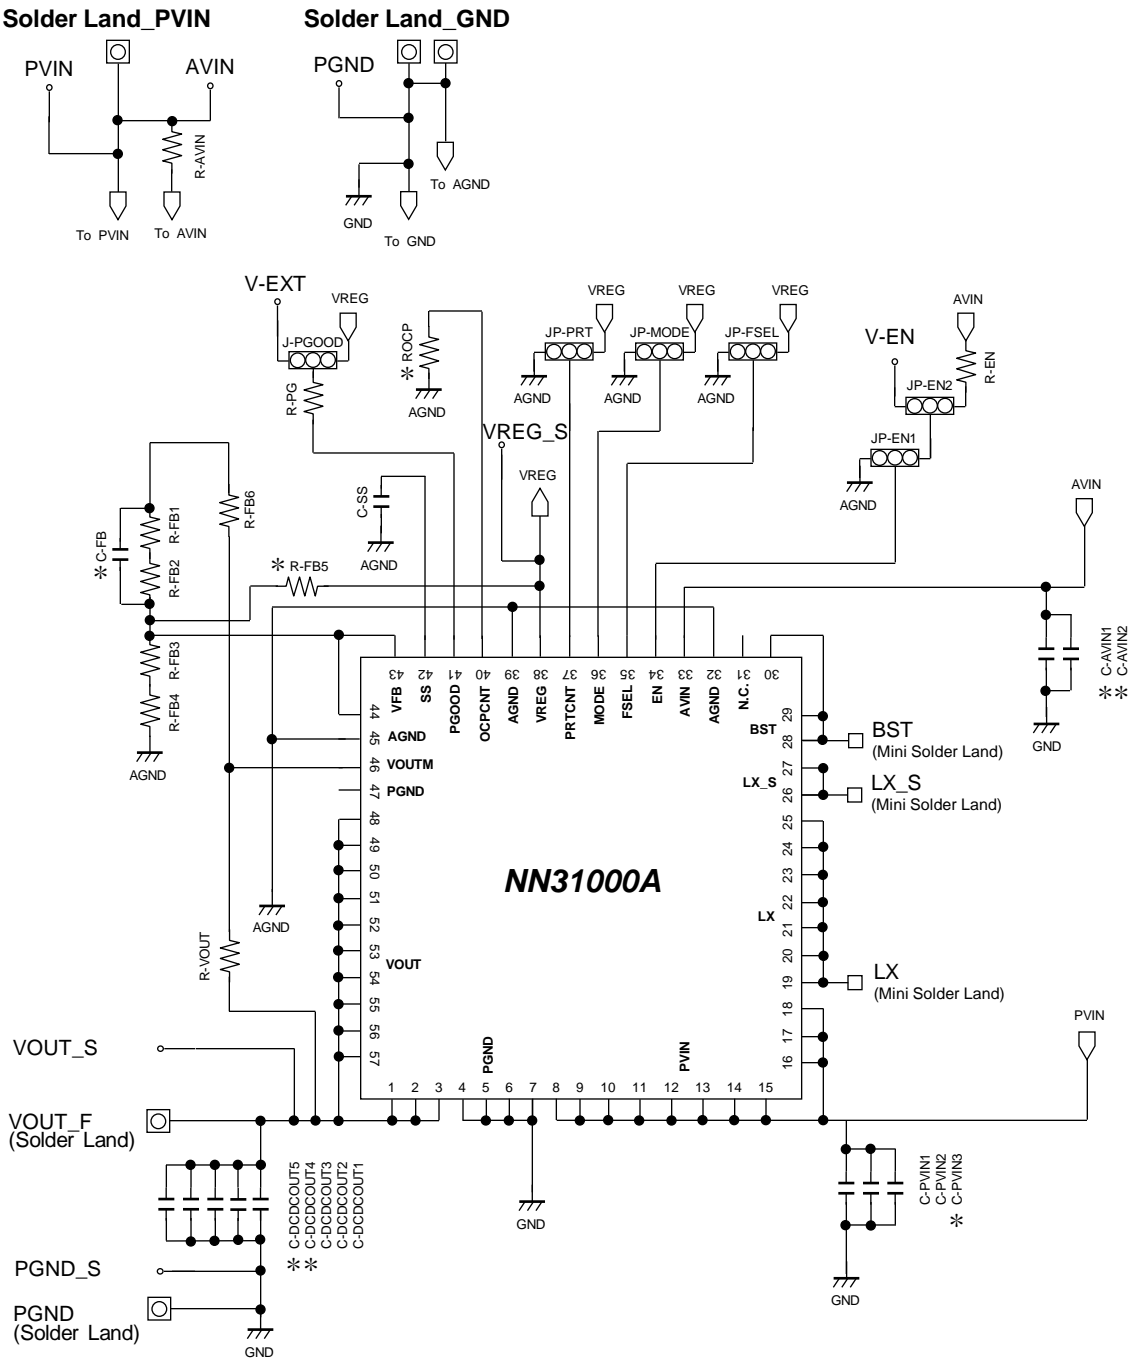 Solder Land_PVIN
Solder Land_GND
PVIN
AVIN
R-AVIN
To PVIN
To AVIN
PGND
To AGND
GND
To GND
V-EXT
VREG
J-PGOOD
R-PG
* ROCP
AGND
VREG
JP-PRT
AGND
VREG
JP-MODE
AGND
VREG
JP-FSEL
AGND
AVIN
V-EN
R-EN
JP-EN2
JP-EN1
AGND
VREG_S
VREG
AVIN
C-SS
AGND
R-FB6
R-FB1
* C-FB
R-FB2
* R-FB5
R-FB3
R-FB4
AGND
* C-AVIN1
* C-AVIN2
GND
43 42 41 40 39 38 37 36 35 34 33 32 31 30
VFB SS PGOOD OCPCNT AGND VREG PRTCNT MODE FSEL EN AVIN AGND N.C.
44
45 AGND
46 VOUTM
47 PGND
48
49
50
51
52
53
54
55
56
57
VOUT
NN31000A
29
28
BST
27
26
LX_S
25
24
23
22
21
20
19
LX
18
17
16
BST
(Mini Solder Land)
LX_S
(Mini Solder Land)
LX
(Mini Solder Land)
AGND
R-VOUT
PVIN
PGND
PVIN
1 2 3 4 5 6 7 8 9 10 11 12 13 14 15
VOUT_S
VOUT_F
(Solder Land)
* C-DCDCOUT5
* C-DCDCOUT4
C-DCDCOUT3
C-DCDCOUT2
C-DCDCOUT1
GND
C-PVIN1
C-PVIN2
* C-PVIN3
GND
PGND_S
PGND
(Solder Land)
GND